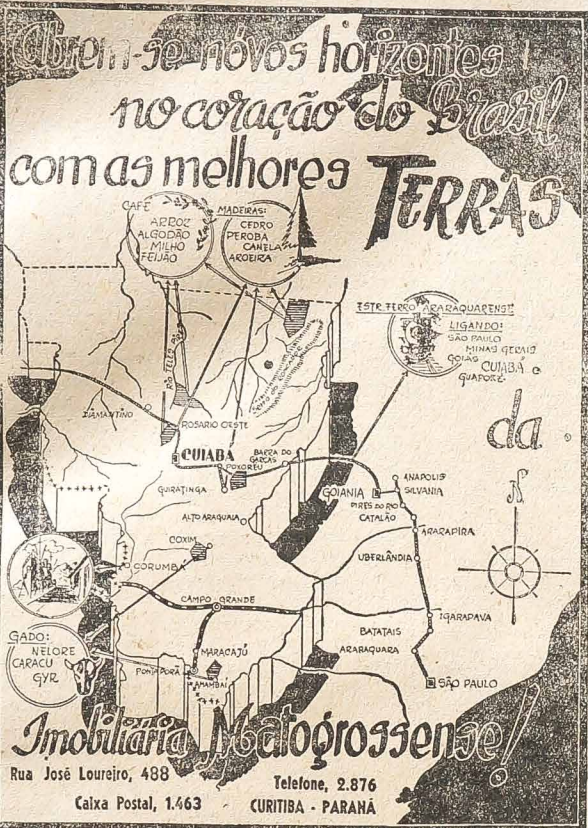 Abrem-se nóvos horizontes
no coração do Brasil
com as melhores TERRAS
CAFÉ
ARROZ
ALGODÃO
MILHO
FEIJÃO
MADEIRAS:
CEDRO
PEROBA
CANELA
AROEIRA
ESTR. FERRO ARARAQUARENSE
LIGANDO:
SÃO PAULO
MINAS GERAIS
GOIAS
CUIABA
GUAPORÉ
DIAMANTINO
ROSARIO OESTE
CUIABÁ
POXOREU
BARRA DO
GARÇAS
GUIRATINGA
ALTO ARAGUAIA
COXIM
CORUMBÁ
CAMPO GRANDE
MARACAJÚ
PONTA PORÃ
AMAMBAÍ
GOIANIA
ANAPOLIS
SILVANIA
PIRES DO RIO
CATALÃO
ARARAPIRA
UBERLÂNDIA
IGARAPAVA
BATATAIS
ARARAQUARA
SÃO PAULO
da
N
S
GADO:
NELORE
CARACU
GYR
Imobiliária Matogrossense!
Rua José Loureiro, 488
Telefone, 2.876
Caixa Postal, 1.463
CURITIBA - PARANÁ